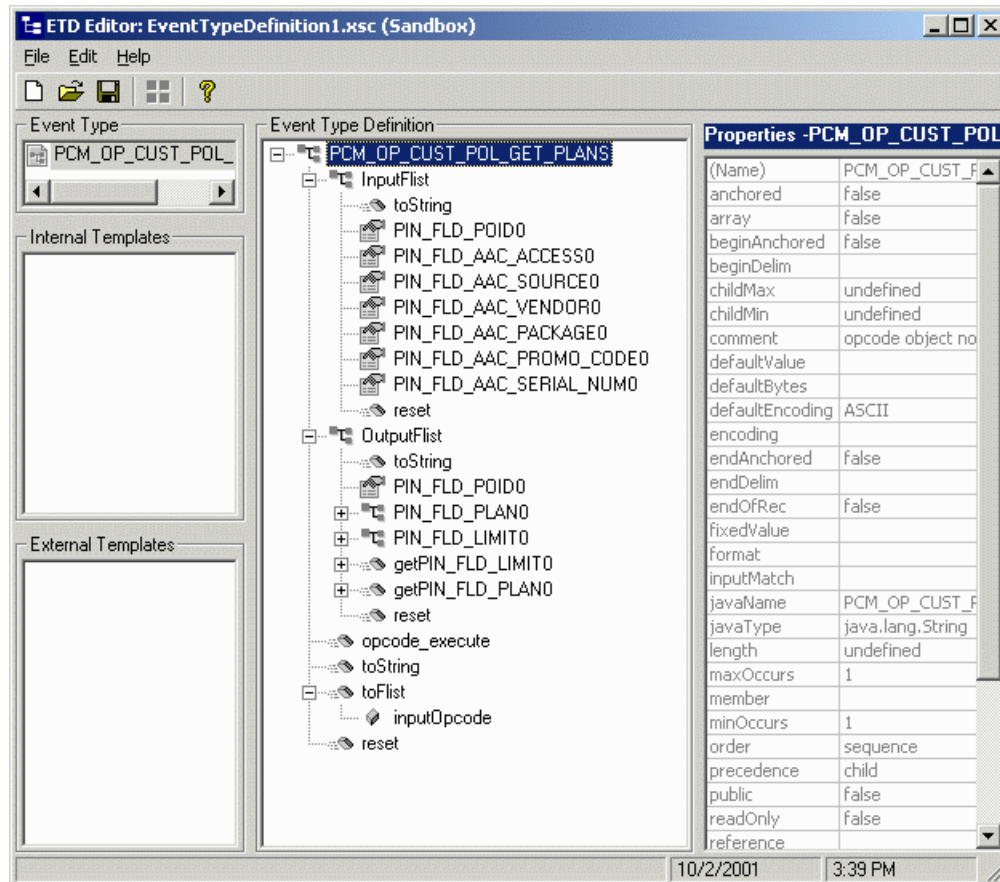 ETD Editor: EventTypeDefinition1.xsc (Sandbox)
File Edit Help
Event Type
PCM_OP_CUST_POL_
Internal Templates
External Templates
Event Type Definition
PCM_OP_CUST_POL_GET_PLANS
InputFlist
toString
PIN_FLD_POID0
PIN_FLD_AAC_ACCESS0
PIN_FLD_AAC_SOURCE0
PIN_FLD_AAC_VENDOR0
PIN_FLD_AAC_PACKAGE0
PIN_FLD_AAC_PROMO_CODE0
PIN_FLD_AAC_SERIAL_NUM0
reset
OutputFlist
toString
PIN_FLD_POID0
PIN_FLD_PLAN0
PIN_FLD_LIMIT0
getPIN_FLD_LIMIT0
getPIN_FLD_PLAN0
reset
opcode_execute
toString
toFlist
inputOpcode
reset
Properties -PCM_OP_CUST_POL
(Name) PCM_OP_CUST_P
anchored false
array false
beginAnchored false
beginDelim
childMax undefined
childMin undefined
comment opcode object no
defaultValue
defaultBytes
defaultEncoding ASCII
encoding
endAnchored false
endDelim
endOfRec false
fixedValue
format
inputMatch
javaName PCM_OP_CUST_P
javaType java.lang.String
length undefined
maxOccurs 1
member
minOccurs 1
order sequence
precedence child
public false
readOnly false
reference
10/2/2001 3:39 PM